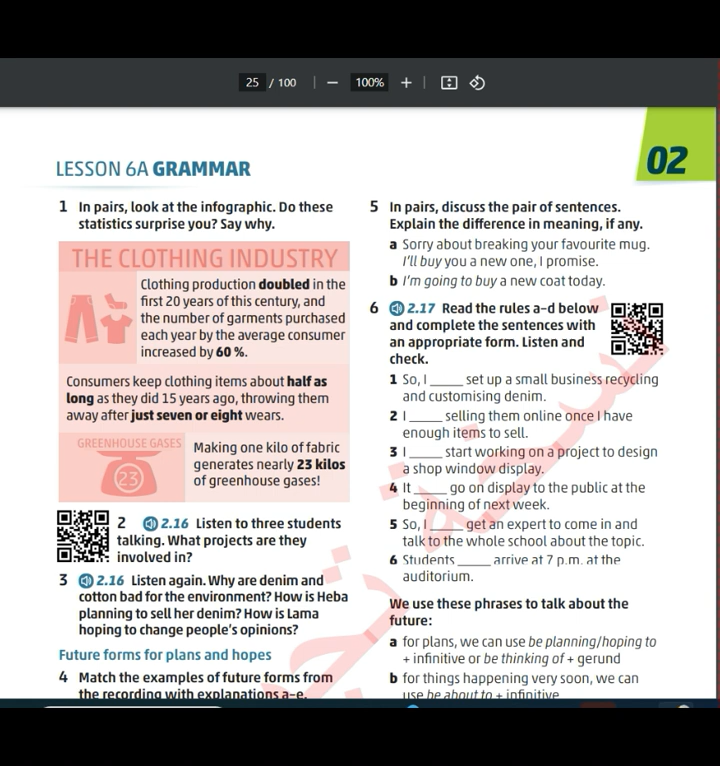 25 / 100
100%
02
LESSON 6A GRAMMAR
1 In pairs, look at the infographic. Do these
statistics surprise you? Say why.
THE CLOTHING INDUSTRY
Clothing production doubled in the
first 20 years of this century, and
the number of garments purchased
each year by the average consumer
increased by 60 %.
Consumers keep clothing items about half as
long as they did 15 years ago, throwing them
away after just seven or eight wears.
GREENHOUSE GASES
23
Making one kilo of fabric
generates nearly 23 kilos
of greenhouse gases!
2 2.16 Listen to three students
talking. What projects are they
involved in?
3 2.16 Listen again. Why are denim and
cotton bad for the environment? How is Heba
planning to sell her denim? How is Lama
hoping to change people's opinions?
Future forms for plans and hopes
4 Match the examples of future forms from
the recording with explanations a–e.
5 In pairs, discuss the pair of sentences.
Explain the difference in meaning, if any.
a Sorry about breaking your favourite mug.
I'll buy you a new one, I promise.
b I'm going to buy a new coat today.
6 2.17 Read the rules a–d below
and complete the sentences with
an appropriate form. Listen and
check.
1 So, I _____ set up a small business recycling
and customising denim.
2 I _____ selling them online once I have
enough items to sell.
3 I _____ start working on a project to design
a shop window display.
4 It _____ go on display to the public at the
beginning of next week.
5 So, I _____ get an expert to come in and
talk to the whole school about the topic.
6 Students _____ arrive at 7 p.m. at the
auditorium.
We use these phrases to talk about the
future:
a for plans, we can use be planning/hoping to
+ infinitive or be thinking of + gerund
b for things happening very soon, we can
use be about to + infinitive